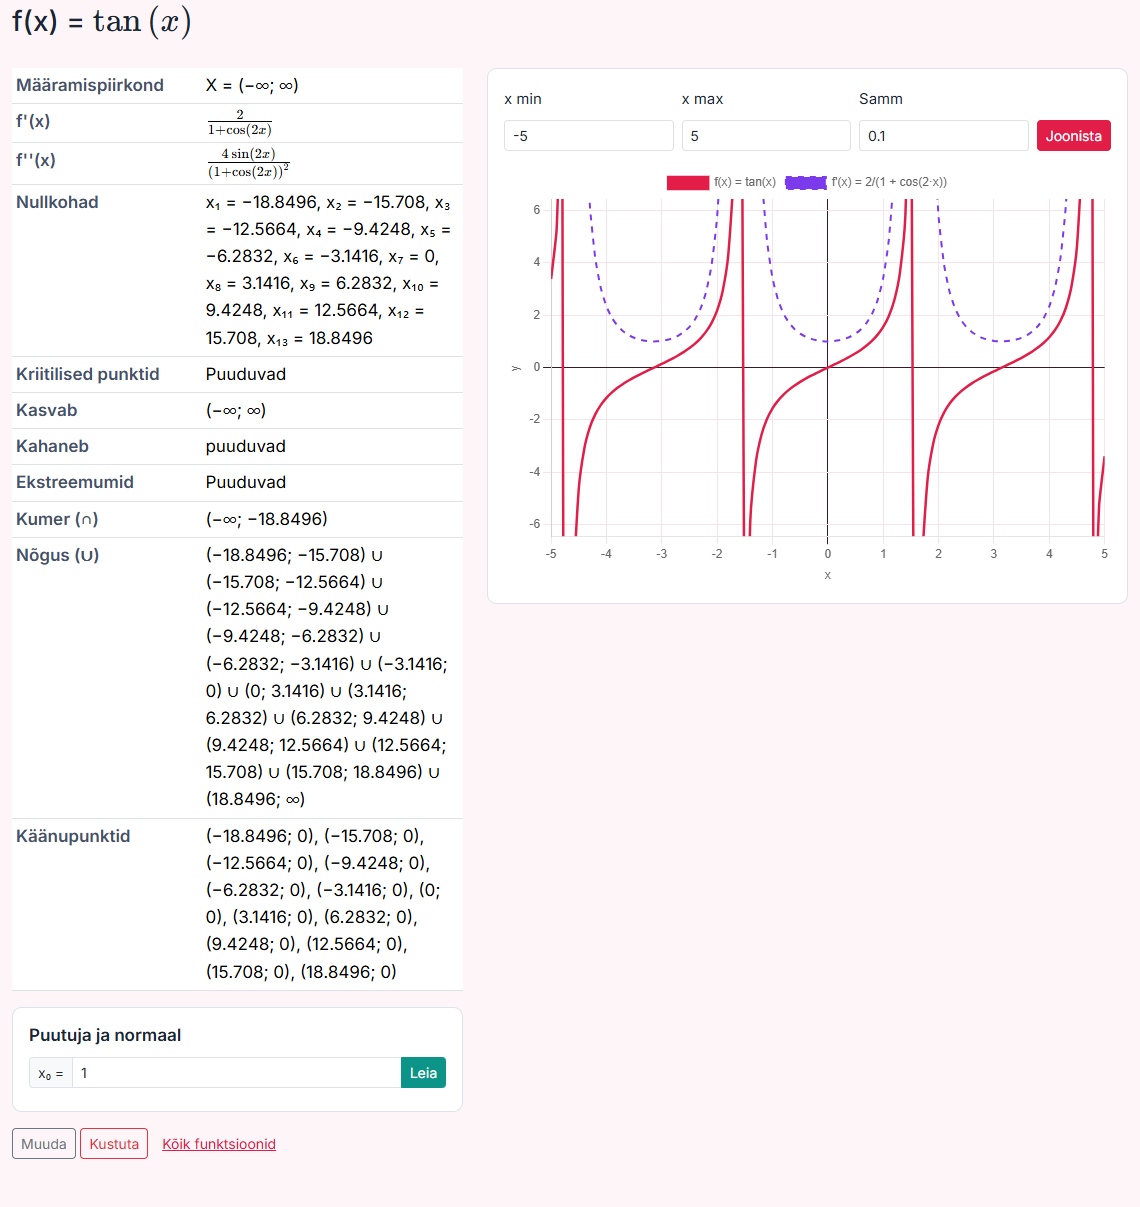 f(x) = tan (x)
Määramispiirkond X = (−∞; ∞)
f'(x) 2/(1+cos(2x))
f''(x) 4 sin(2x)/(1+cos(2x))²
Nullkohad x₁ = −18.8496, x₂ = −15.708, x₃
= −12.5664, x₄ = −9.4248, x₅ =
−6.2832, x₆ = −3.1416, x₇ = 0,
x₈ = 3.1416, x₉ = 6.2832, x₁₀ =
9.4248, x₁₁ = 12.5664, x₁₂ =
15.708, x₁₃ = 18.8496
Kriitilised punktid Puuduvad
Kasvab (−∞; ∞)
Kahaneb puuduvad
Ekstreemumid Puuduvad
Kumer (∩) (−∞; −18.8496)
Nõgus (∪) (−18.8496; −15.708) ∪
(−15.708; −12.5664) ∪
(−12.5664; −9.4248) ∪
(−9.4248; −6.2832) ∪
(−6.2832; −3.1416) ∪ (−3.1416;
0) ∪ (0; 3.1416) ∪ (3.1416;
6.2832) ∪ (6.2832; 9.4248) ∪
(9.4248; 12.5664) ∪ (12.5664;
15.708) ∪ (15.708; 18.8496) ∪
(18.8496; ∞)
Käänupunktid (−18.8496; 0), (−15.708; 0),
(−12.5664; 0), (−9.4248; 0),
(−6.2832; 0), (−3.1416; 0), (0;
0), (3.1416; 0), (6.2832; 0),
(9.4248; 0), (12.5664; 0),
(15.708; 0), (18.8496; 0)
Puutuja ja normaal
x₀ = 1 Leia
Muuda Kustuta Kõik funktsioonid
x min x max Samm
-5 5 0.1 Joonista
f(x) = tan(x) f'(x) = 2/(1 + cos(2·x))
6
4
2
y 0
-2
-4
-6
-5 -4 -3 -2 -1 0 1 2 3 4 5
x